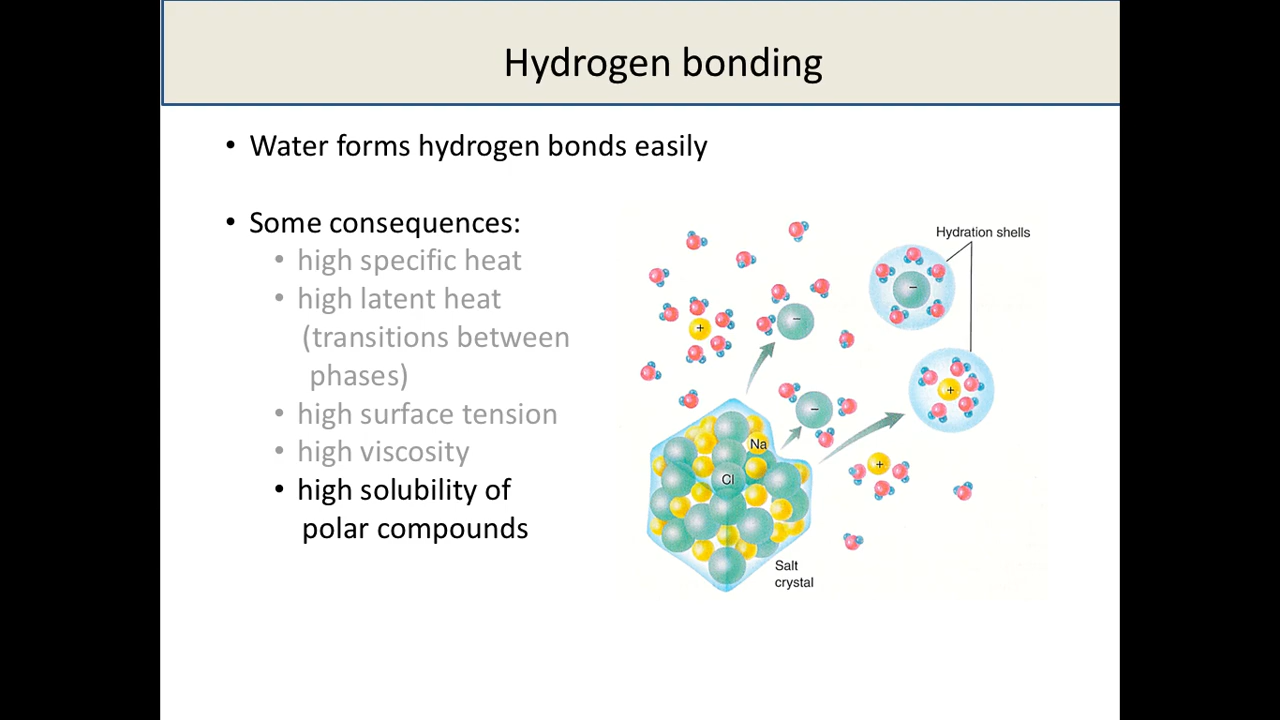 Hydrogen bonding
• Water forms hydrogen bonds easily
• Some consequences:
• high specific heat
• high latent heat
(transitions between
phases)
• high surface tension
• high viscosity
• high solubility of
polar compounds
Hydration shells
−
+
−
+
−
+
Na
Cl
Salt
crystal